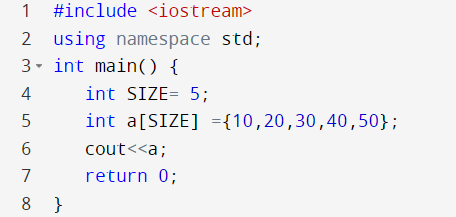 1 #include <iostream>
2 using namespace std;
3 int main() {
4 int SIZE= 5;
5 int a[SIZE] ={10,20,30,40,50};
6 cout<<a;
7 return 0;
8 }